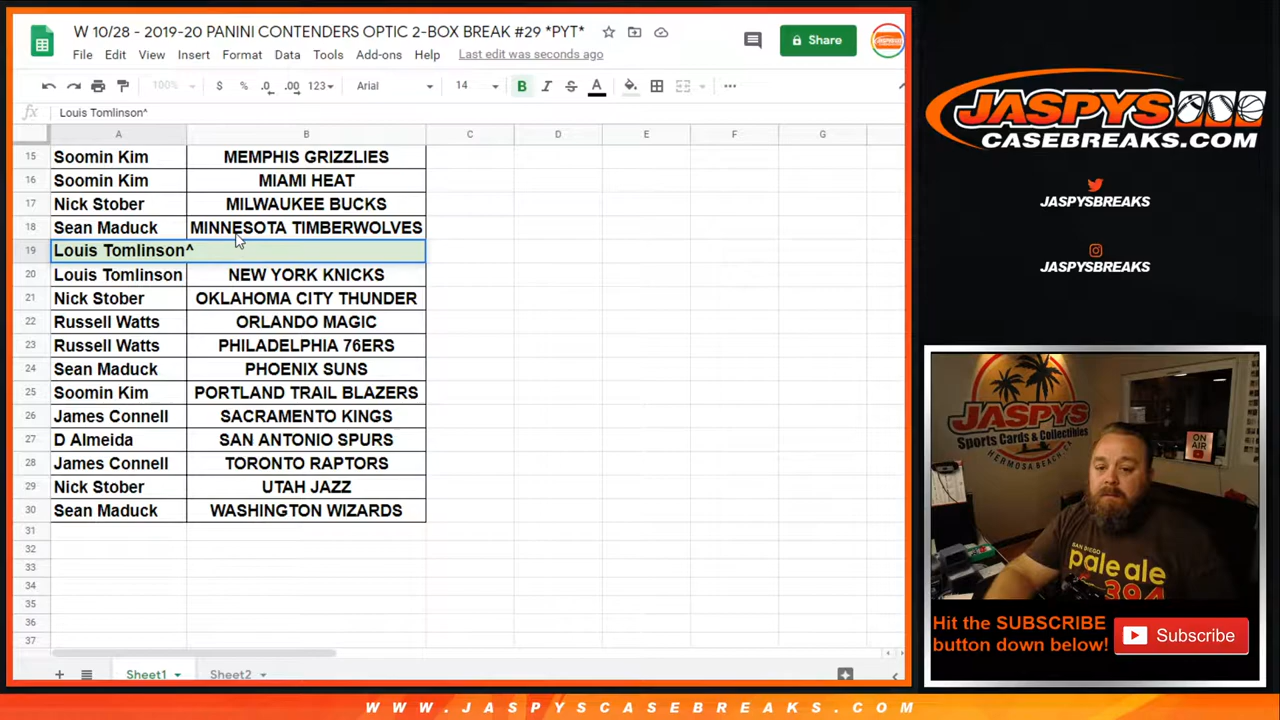 W 10/28 - 2019-20 PANINI CONTENDERS OPTIC 2-BOX BREAK #29 *PYT*
File Edit View Insert Format Data Tools Add-ons Help Last edit was seconds ago
Share
100% $ % .0 .00 123 Arial 14 B I S A
fx Louis Tomlinson^
A B C D E F G
15 Soomin Kim MEMPHIS GRIZZLIES
16 Soomin Kim MIAMI HEAT
17 Nick Stober MILWAUKEE BUCKS
18 Sean Maduck MINNESOTA TIMBERWOLVES
19 Louis Tomlinson^
20 Louis Tomlinson NEW YORK KNICKS
21 Nick Stober OKLAHOMA CITY THUNDER
22 Russell Watts ORLANDO MAGIC
23 Russell Watts PHILADELPHIA 76ERS
24 Sean Maduck PHOENIX SUNS
25 Soomin Kim PORTLAND TRAIL BLAZERS
26 James Connell SACRAMENTO KINGS
27 D Almeida SAN ANTONIO SPURS
28 James Connell TORONTO RAPTORS
29 Nick Stober UTAH JAZZ
30 Sean Maduck WASHINGTON WIZARDS
31
32
33
34
35
36
37
Sheet1 Sheet2
JASPYS
CASEBREAKS.COM
JASPYSBREAKS
JASPYSBREAKS
JASPYS
Sports Cards & Collectibles
HERMOSA BEACH, CA
ON
AIR
SAN DIEGO
pale ale
394
Hit the SUBSCRIBE
button down below!
Subscribe
WWW.JASPYSCASEBREAKS.COM